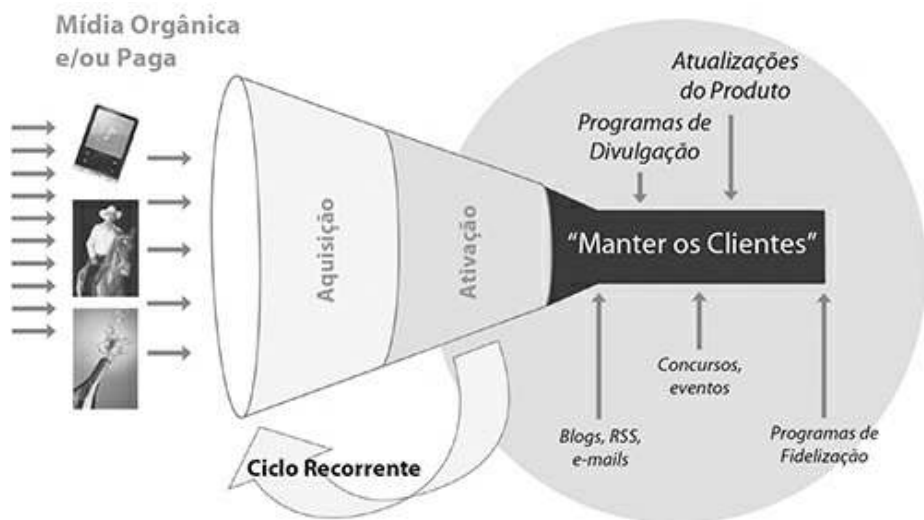 Mídia Orgânica
e/ou Paga
Atualizações
do Produto
Programas de
Divulgação
Aquisição
Ativação
“Manter os Clientes”
Concursos,
eventos
Blogs, RSS,
e-mails
Programas de
Fidelização
Ciclo Recorrente